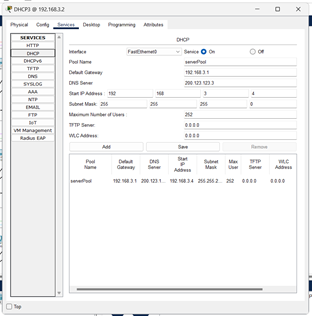 DHCP3 @ 192.168.3.2
Physical Config Services Desktop Programming Attributes
SERVICES
HTTP
DHCP
DHCPv6
TFTP
DNS
SYSLOG
AAA
NTP
EMAIL
FTP
IoT
VM Management
Radius EAP
DHCP
Interface FastEthernet0 Service On Off
Pool Name serverPool
Default Gateway 192.168.3.1
DNS Server 200.123.123.3
Start IP Address : 192 168 3 4
Subnet Mask: 255 255 255 0
Maximum Number of Users : 252
TFTP Server: 0.0.0.0
WLC Address: 0.0.0.0
Add Save Remove
Pool Name Default Gateway DNS Server Start IP Address Subnet Mask Max User TFTP Server WLC Address
serverPool 192.168.3.1 200.123.1... 192.168.3.4 255.255.2... 252 0.0.0.0 0.0.0.0
Top